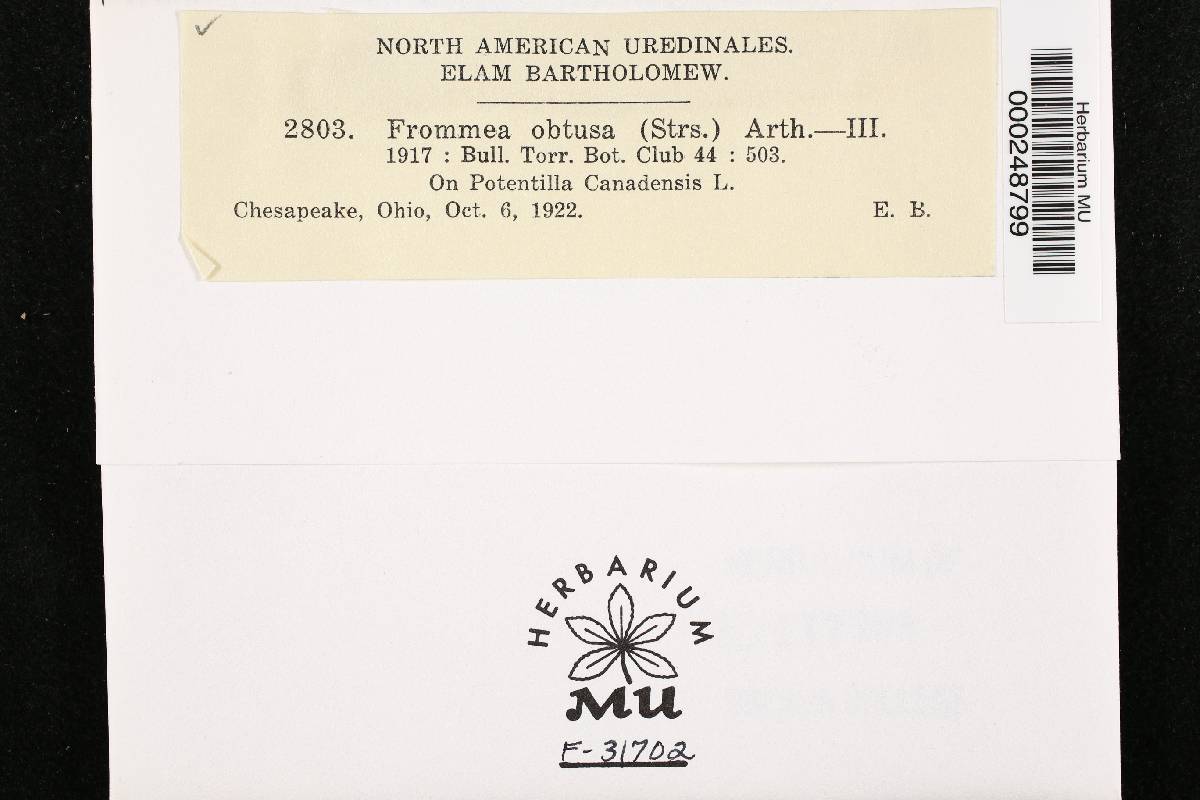 NORTH AMERICAN UREDINALES.
ELAM BARTHOLOMEW.
2803. Frommea obtusa (Strs.) Arth.—III.
1917 : Bull. Torr. Bot. Club 44 : 503.
On Potentilla Canadensis L.
Chesapeake, Ohio, Oct. 6, 1922. E. B.
Herbarium MU
000248799
HERBARIUM
MU
F-31702